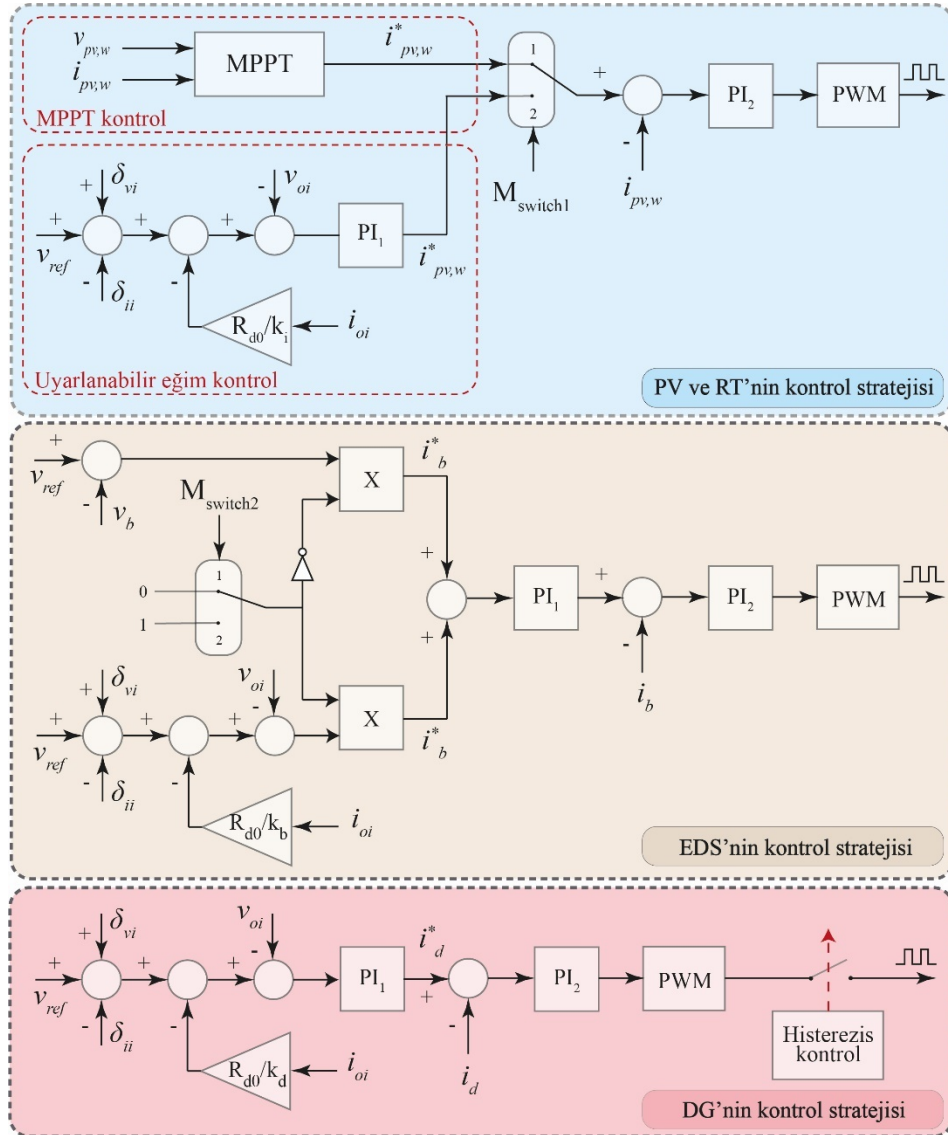 v_pv,w
i_pv,w
MPPT
i*_pv,w
MPPT kontrol
1
2
M_switch1
+
-
i_pv,w
PI_2
PWM
+
δ_vi
+
v_ref
-
δ_ii
+
-
+
-
v_oi
PI_1
i*_pv,w
R_d0/k_i
i_oi
Uyarlanabilir eğim kontrol
PV ve RT'nin kontrol stratejisi
+
v_ref
-
v_b
M_switch2
0
1
1
2
X
i*_b
+
+
PI_1
+
-
i_b
PI_2
PWM
+
δ_vi
+
v_ref
-
δ_ii
+
-
+
v_oi
-
X
i*_b
R_d0/k_b
i_oi
EDS'nin kontrol stratejisi
+
δ_vi
+
v_ref
-
δ_ii
+
-
+
v_oi
-
PI_1
i*_d
+
-
i_d
PI_2
PWM
R_d0/k_d
i_oi
Histerezis
kontrol
DG'nin kontrol stratejisi